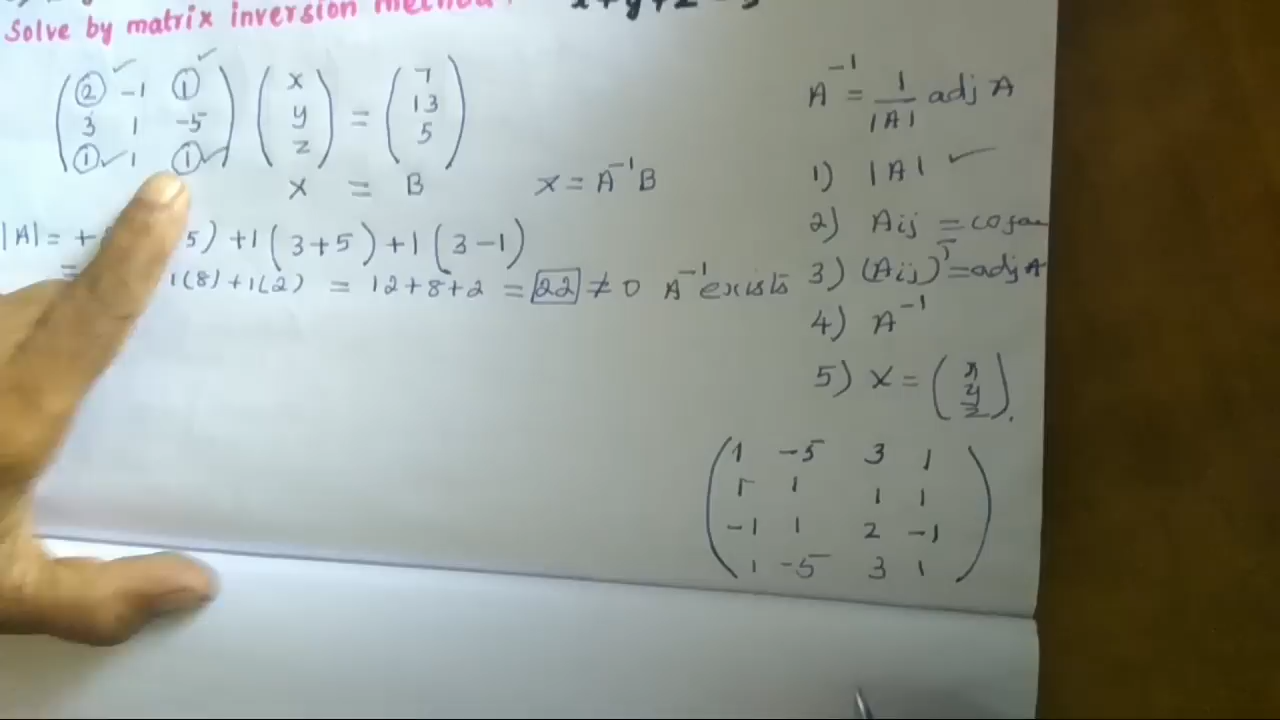 Solve by matrix inversion method
2 -1 1 x 7
3 1 -5 y = 13
1 1 1 z 5
X = B X = A⁻¹B
|A| = + 5) +1(3+5) +1(3-1)
= 1(8)+1(2) = 12+8+2 = 22 ≠ 0 A⁻¹ exists
A⁻¹ = 1/|A| adj A
1) |A| ✓
2) Aij =
3) (Aij)ᵀ = adj A
4) A⁻¹
5) X = (x y z).
1 -5 3 1
1 1 1 1
-1 1 2 -1
1 -5 3 1